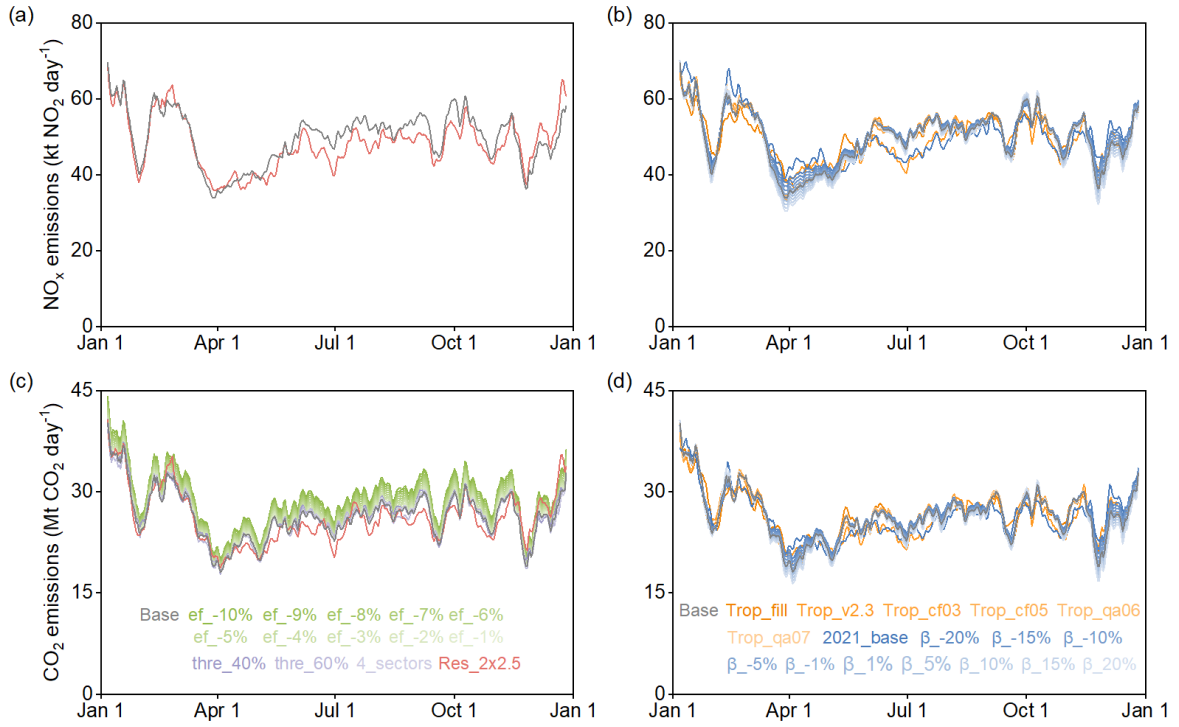 (a)
NOx emissions (kt NO2 day-1)
80
60
40
20
0
Jan 1 Apr 1 Jul 1 Oct 1 Jan 1
(b)
80
60
40
20
0
Jan 1 Apr 1 Jul 1 Oct 1 Jan 1
(c)
CO2 emissions (Mt CO2 day-1)
45
30
15
0
Base ef_-10% ef_-9% ef_-8% ef_-7% ef_-6%
ef_-5% ef_-4% ef_-3% ef_-2% ef_-1%
thre_40% thre_60% 4_sectors Res_2x2.5
Jan 1 Apr 1 Jul 1 Oct 1 Jan 1
(d)
45
30
15
0
Base Trop_fill Trop_v2.3 Trop_cf03 Trop_cf05 Trop_qa06
Trop_qa07 2021_base β_-20% β_-15% β_-10%
β_-5% β_-1% β_1% β_5% β_10% β_15% β_20%
Jan 1 Apr 1 Jul 1 Oct 1 Jan 1